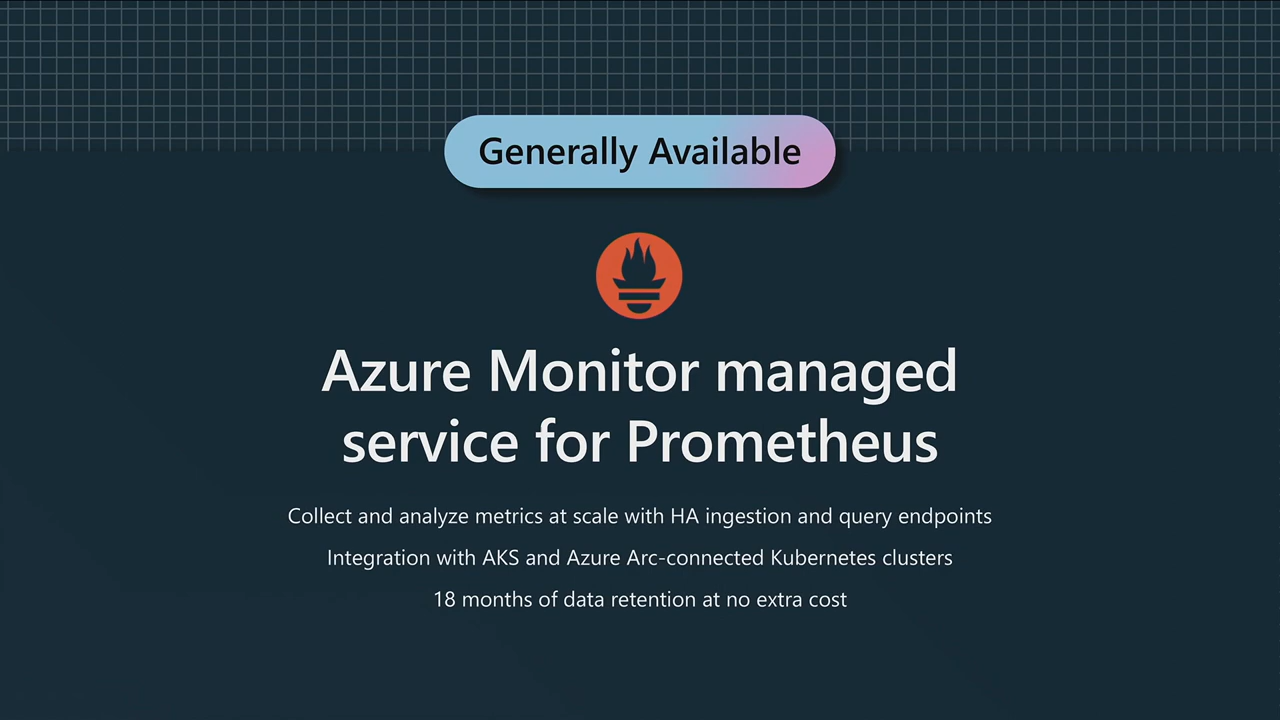 Generally Available
Azure Monitor managed
service for Prometheus
Collect and analyze metrics at scale with HA ingestion and query endpoints
Integration with AKS and Azure Arc-connected Kubernetes clusters
18 months of data retention at no extra cost